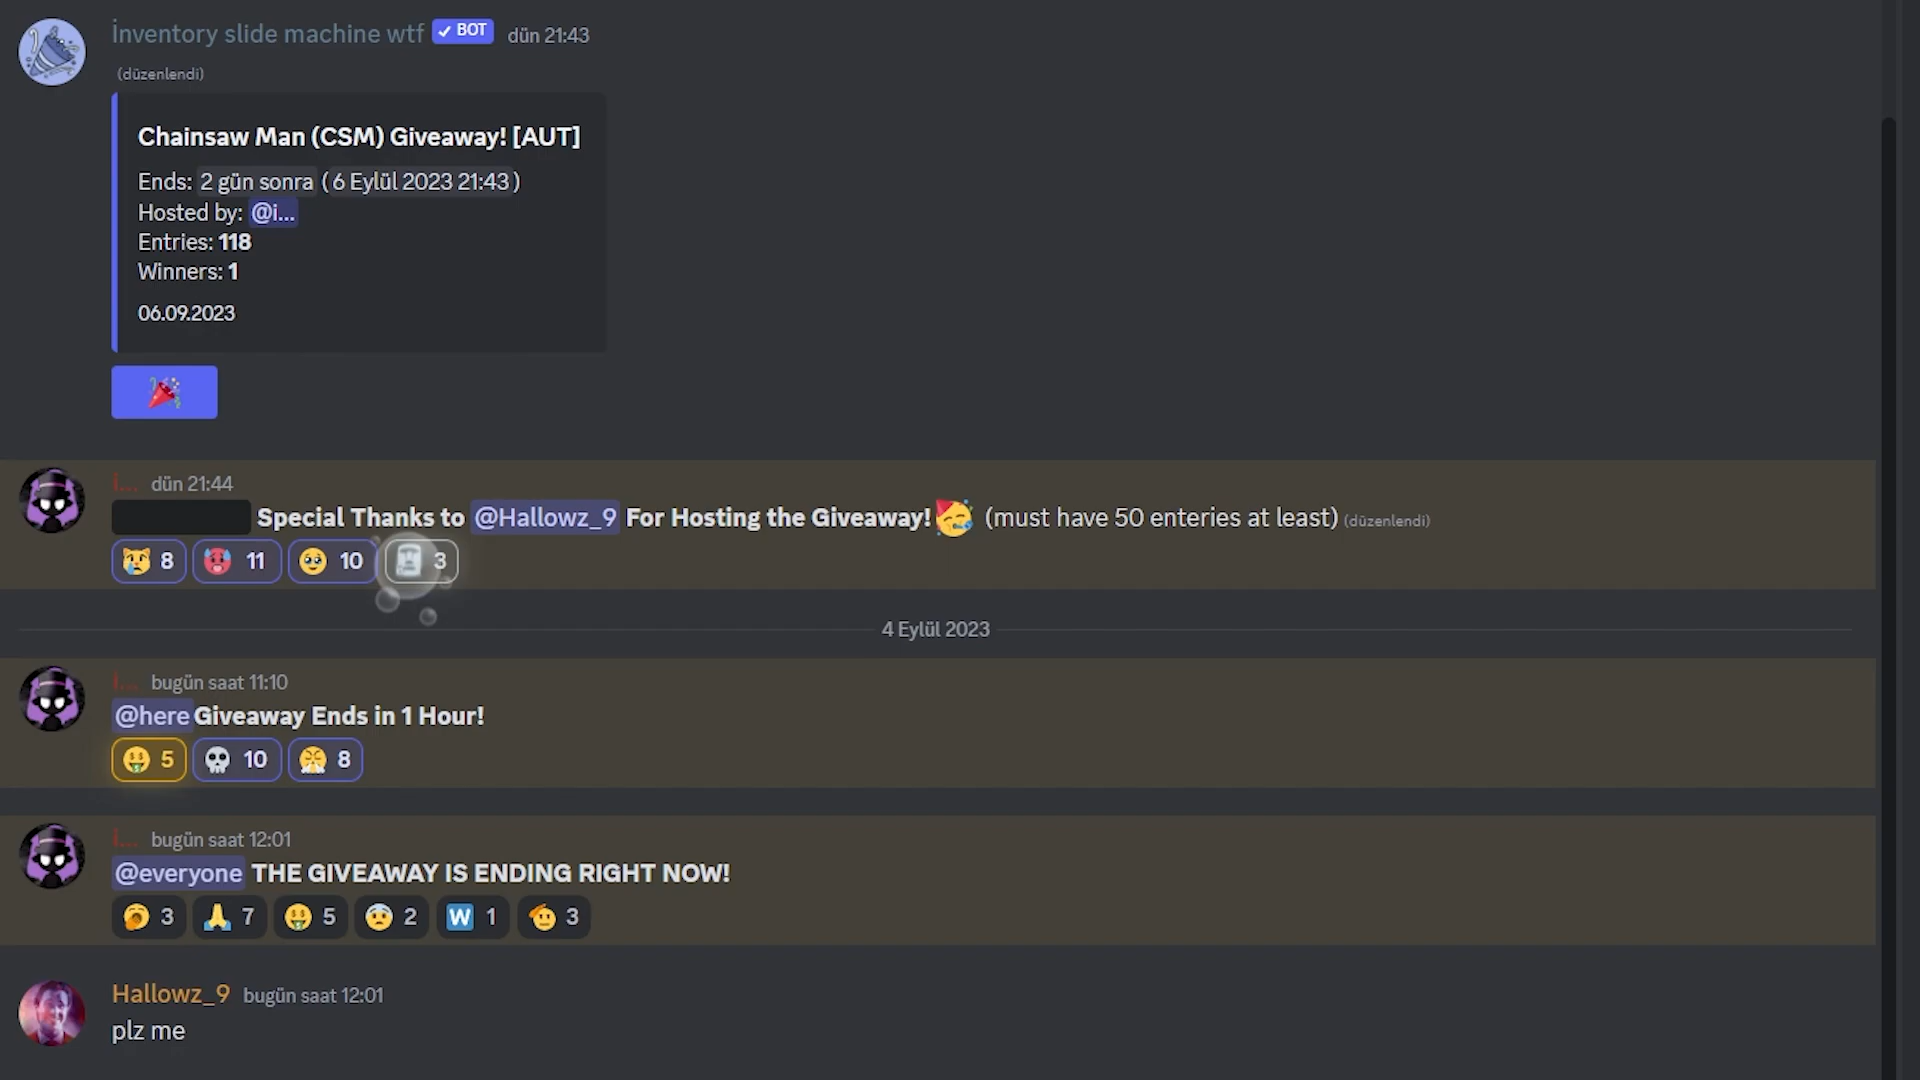 İnventory slide machine wtf ✓ BOT dün 21:43
(düzenlendi)
Chainsaw Man (CSM) Giveaway! [AUT]
Ends: 2 gün sonra (6 Eylül 2023 21:43)
Hosted by: @i...
Entries: 118
Winners: 1
06.09.2023
i... dün 21:44
Special Thanks to @Hallowz_9 For Hosting the Giveaway! (must have 50 enteries at least) (düzenlendi)
8 11 10 3
4 Eylül 2023
i... bugün saat 11:10
@here Giveaway Ends in 1 Hour!
5 10 8
i... bugün saat 12:01
@everyone THE GIVEAWAY IS ENDING RIGHT NOW!
3 7 5 2 W 1 3
Hallowz_9 bugün saat 12:01
plz me